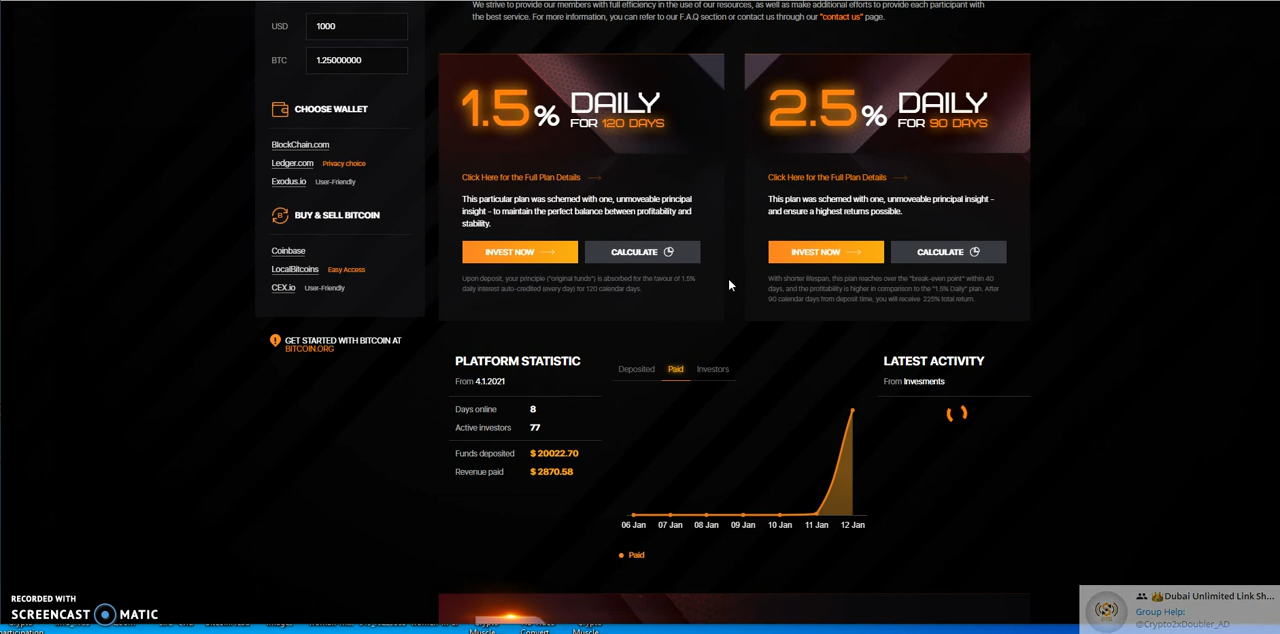 We strive to provide our members with full efficiency in the use of our resources, as well as make additional efforts to provide each participant with
the best service. For more information, you can refer to our F.A.Q section or contact us through our "contact us" page.
USD 1000
BTC 1.25000000
CHOOSE WALLET
BlockChain.com
Ledger.com Privacy choice
Exodus.io User-Friendly
BUY & SELL BITCOIN
Coinbase
LocalBitcoins Easy Access
CEX.io User-Friendly
GET STARTED WITH BITCOIN AT
BITCOIN.ORG
1.5% DAILY
FOR 120 DAYS
Click Here for the Full Plan Details
This particular plan was schemed with one, unmoveable principal
insight – to maintain the perfect balance between profitability and
stability.
INVEST NOW
CALCULATE
Upon deposit, your principle ("original funds") is absorbed for the favour of 1.5%
daily interest auto-credited (every day) for 120 calendar days.
2.5% DAILY
FOR 90 DAYS
Click Here for the Full Plan Details
This plan was schemed with one, unmoveable principal insight –
and ensure a highest returns possible.
INVEST NOW
CALCULATE
With shorter lifespan, this plan reaches over the "break-even point" within 40
days, and the profitability is higher in comparison to the "1.5% Daily" plan. After
90 calendar days from deposit time, you will receive 225% total return.
PLATFORM STATISTIC
From 4.1.2021
Days online 8
Active investors 77
Funds deposited $ 20022.70
Revenue paid $ 2870.58
Deposited Paid Investors
06 Jan 07 Jan 08 Jan 09 Jan 10 Jan 11 Jan 12 Jan
Paid
LATEST ACTIVITY
From Invesments
RECORDED WITH
SCREENCAST MATIC
Dubai Unlimited Link Sh...
Group Help:
@Crypto2xDoubler_AD
participation
Convert
Muscle